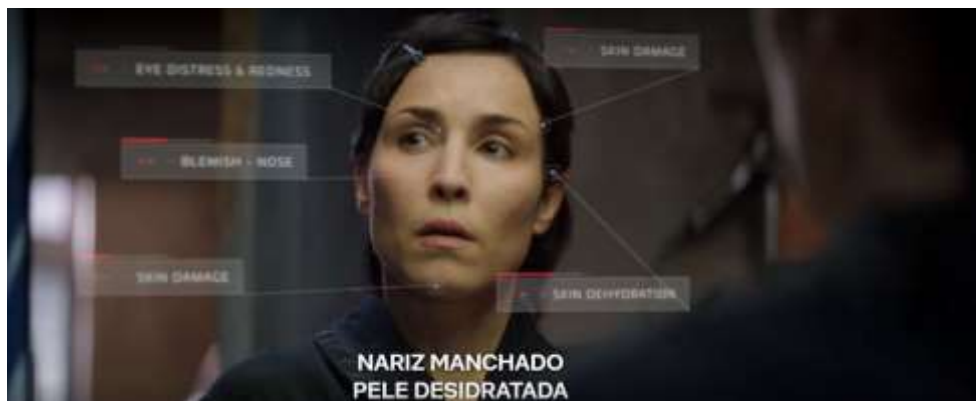 SKIN DAMAGE
EYE DISTRESS & REDNESS
BLEMISH - NOSE
SKIN DAMAGE
SKIN DEHYDRATION
NARIZ MANCHADO
PELE DESIDRATADA